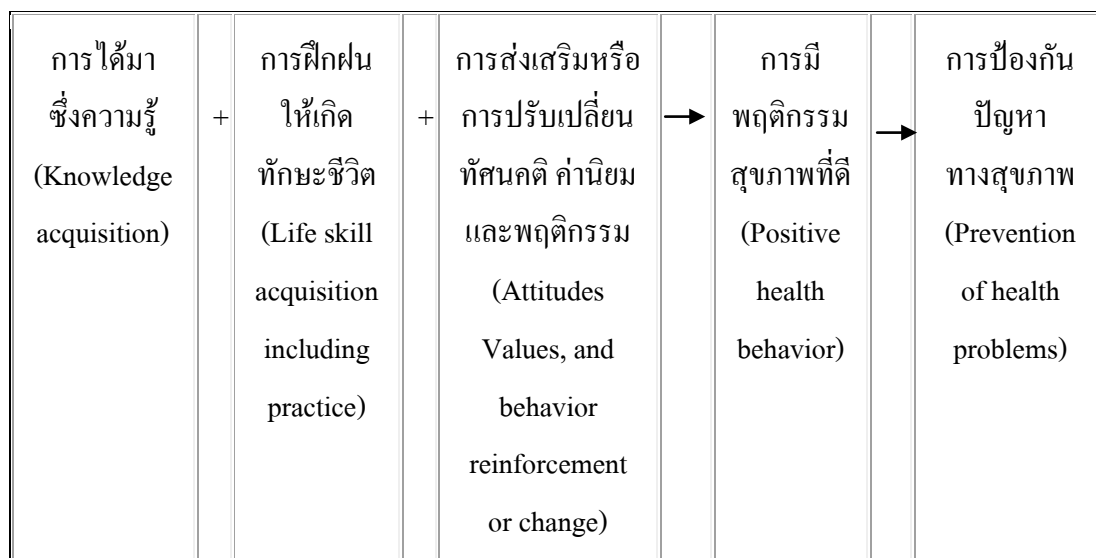 การได้มา
ซึ่งความรู้
(Knowledge
acquisition)
+
การฝึกฝน
ให้เกิด
ทักษะชีวิต
(Life skill
acquisition
including
practice)
+
การส่งเสริมหรือ
การปรับเปลี่ยน
ทัศนคติ ค่านิยม
และพฤติกรรม
(Attitudes
Values, and
behavior
reinforcement
or change)
การมี
พฤติกรรม
สุขภาพที่ดี
(Positive
health
behavior)
การป้องกัน
ปัญหา
ทางสุขภาพ
(Prevention
of health
problems)